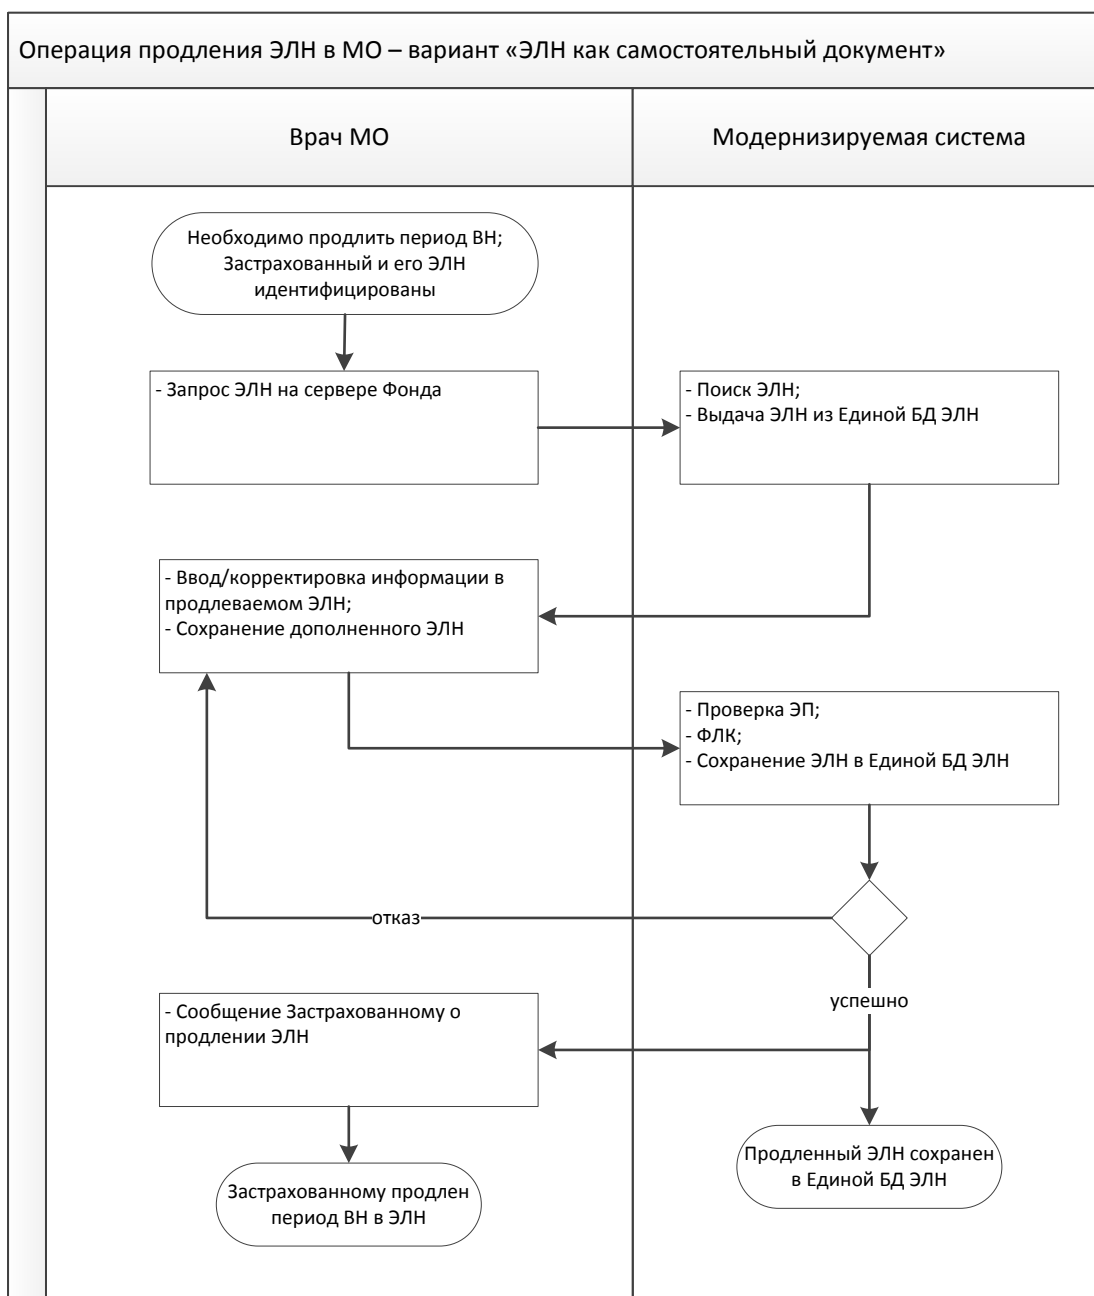 Операция продления ЭЛН в МО – вариант «ЭЛН как самостоятельный документ»
Врач МО
Модернизируемая система
Необходимо продлить период ВН;
Застрахованный и его ЭЛН
идентифицированы
- Запрос ЭЛН на сервере Фонда
- Поиск ЭЛН;
- Выдача ЭЛН из Единой БД ЭЛН
- Ввод/корректировка информации в
продлеваемом ЭЛН;
- Сохранение дополненного ЭЛН
- Проверка ЭП;
- ФЛК;
- Сохранение ЭЛН в Единой БД ЭЛН
отказ
успешно
- Сообщение Застрахованному о
продлении ЭЛН
Продленный ЭЛН сохранен
в Единой БД ЭЛН
Застрахованному продлен
период ВН в ЭЛН